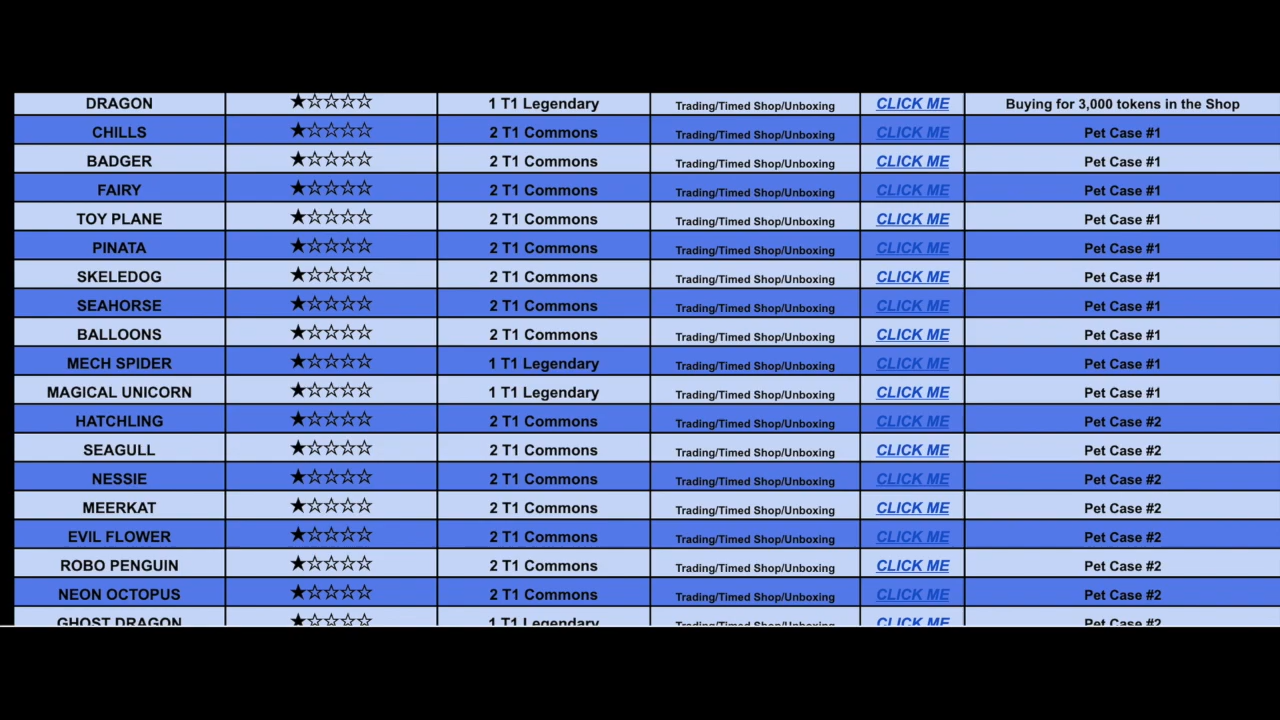 DRAGON ★☆☆☆☆ 1 T1 Legendary Trading/Timed Shop/Unboxing CLICK ME Buying for 3,000 tokens in the Shop
CHILLS ★☆☆☆☆ 2 T1 Commons Trading/Timed Shop/Unboxing CLICK ME Pet Case #1
BADGER ★☆☆☆☆ 2 T1 Commons Trading/Timed Shop/Unboxing CLICK ME Pet Case #1
FAIRY ★☆☆☆☆ 2 T1 Commons Trading/Timed Shop/Unboxing CLICK ME Pet Case #1
TOY PLANE ★☆☆☆☆ 2 T1 Commons Trading/Timed Shop/Unboxing CLICK ME Pet Case #1
PINATA ★☆☆☆☆ 2 T1 Commons Trading/Timed Shop/Unboxing CLICK ME Pet Case #1
SKELEDOG ★☆☆☆☆ 2 T1 Commons Trading/Timed Shop/Unboxing CLICK ME Pet Case #1
SEAHORSE ★☆☆☆☆ 2 T1 Commons Trading/Timed Shop/Unboxing CLICK ME Pet Case #1
BALLOONS ★☆☆☆☆ 2 T1 Commons Trading/Timed Shop/Unboxing CLICK ME Pet Case #1
MECH SPIDER ★☆☆☆☆ 1 T1 Legendary Trading/Timed Shop/Unboxing CLICK ME Pet Case #1
MAGICAL UNICORN ★☆☆☆☆ 1 T1 Legendary Trading/Timed Shop/Unboxing CLICK ME Pet Case #1
HATCHLING ★☆☆☆☆ 2 T1 Commons Trading/Timed Shop/Unboxing CLICK ME Pet Case #2
SEAGULL ★☆☆☆☆ 2 T1 Commons Trading/Timed Shop/Unboxing CLICK ME Pet Case #2
NESSIE ★☆☆☆☆ 2 T1 Commons Trading/Timed Shop/Unboxing CLICK ME Pet Case #2
MEERKAT ★☆☆☆☆ 2 T1 Commons Trading/Timed Shop/Unboxing CLICK ME Pet Case #2
EVIL FLOWER ★☆☆☆☆ 2 T1 Commons Trading/Timed Shop/Unboxing CLICK ME Pet Case #2
ROBO PENGUIN ★☆☆☆☆ 2 T1 Commons Trading/Timed Shop/Unboxing CLICK ME Pet Case #2
NEON OCTOPUS ★☆☆☆☆ 2 T1 Commons Trading/Timed Shop/Unboxing CLICK ME Pet Case #2
GHOST DRAGON ★☆☆☆☆ 1 T1 Legendary Trading/Timed Shop/Unboxing CLICK ME Pet Case #2